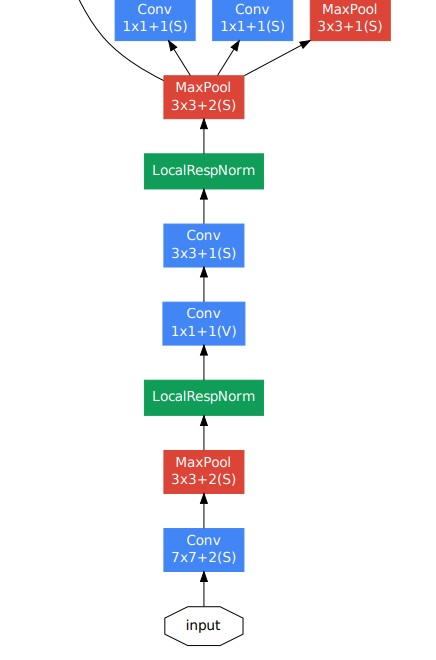 Conv
1x1+1(S)
Conv
1x1+1(S)
MaxPool
3x3+1(S)
MaxPool
3x3+2(S)
LocalRespNorm
Conv
3x3+1(S)
Conv
1x1+1(V)
LocalRespNorm
MaxPool
3x3+2(S)
Conv
7x7+2(S)
input